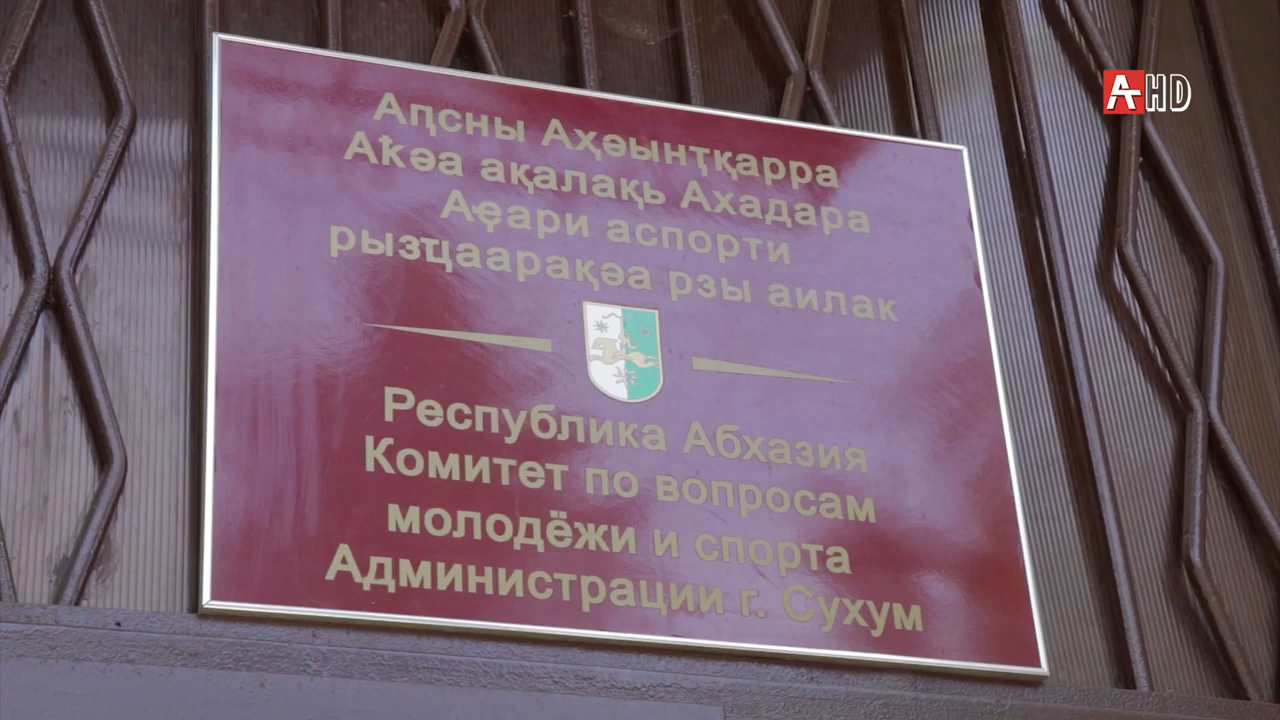 Аԥсны Аҳәынҭқарра
Аҟәа ақалақь Ахадара
Аҿари аспорти
рызҵаарақәа рзы аилак
Республика Абхазия
Комитет по вопросам
молодёжи и спорта
Администрации г. Сухум
А HD